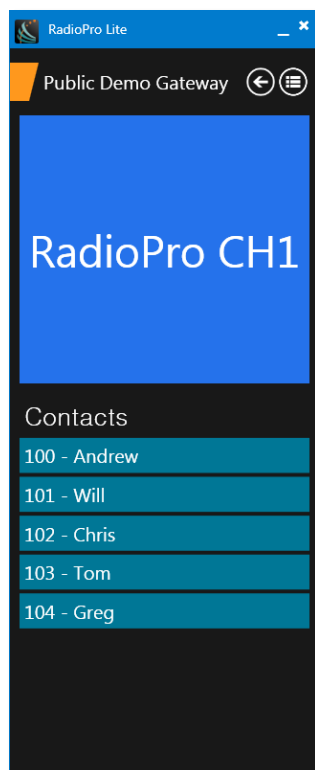 RadioPro Lite
Public Demo Gateway
RadioPro CH1
Contacts
100 - Andrew
101 - Will
102 - Chris
103 - Tom
104 - Greg